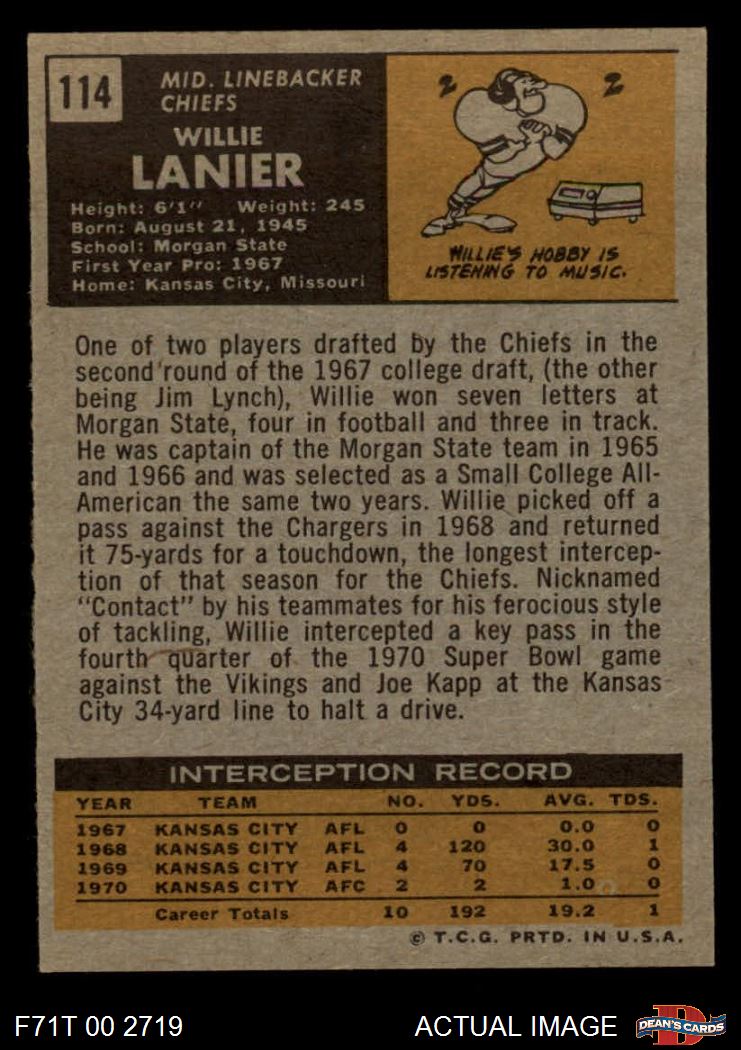 114
MID. LINEBACKER
CHIEFS
WILLIE
LANIER
Height: 6'1" Weight: 245
Born: August 21, 1945
School: Morgan State
First Year Pro: 1967
Home: Kansas City, Missouri
2 2
WILLIE'S HOBBY IS
LISTENING TO MUSIC.
One of two players drafted by the Chiefs in the
second round of the 1967 college draft, (the other
being Jim Lynch), Willie won seven letters at
Morgan State, four in football and three in track.
He was captain of the Morgan State team in 1965
and 1966 and was selected as a Small College All-
American the same two years. Willie picked off a
pass against the Chargers in 1968 and returned
it 75-yards for a touchdown, the longest intercep-
tion of that season for the Chiefs. Nicknamed
"Contact" by his teammates for his ferocious style
of tackling, Willie intercepted a key pass in the
fourth quarter of the 1970 Super Bowl game
against the Vikings and Joe Kapp at the Kansas
City 34-yard line to halt a drive.
INTERCEPTION RECORD
YEAR TEAM NO. YDS. AVG. TDS.
1967 KANSAS CITY AFL 0 0 0.0 0
1968 KANSAS CITY AFL 4 120 30.0 1
1969 KANSAS CITY AFL 4 70 17.5 0
1970 KANSAS CITY AFC 2 2 1.0 0
Career Totals 10 192 19.2 1
© T.C.G. PRTD. IN U.S.A.
F71T 00 2719 ACTUAL IMAGE
D
DEAN'S CARDS